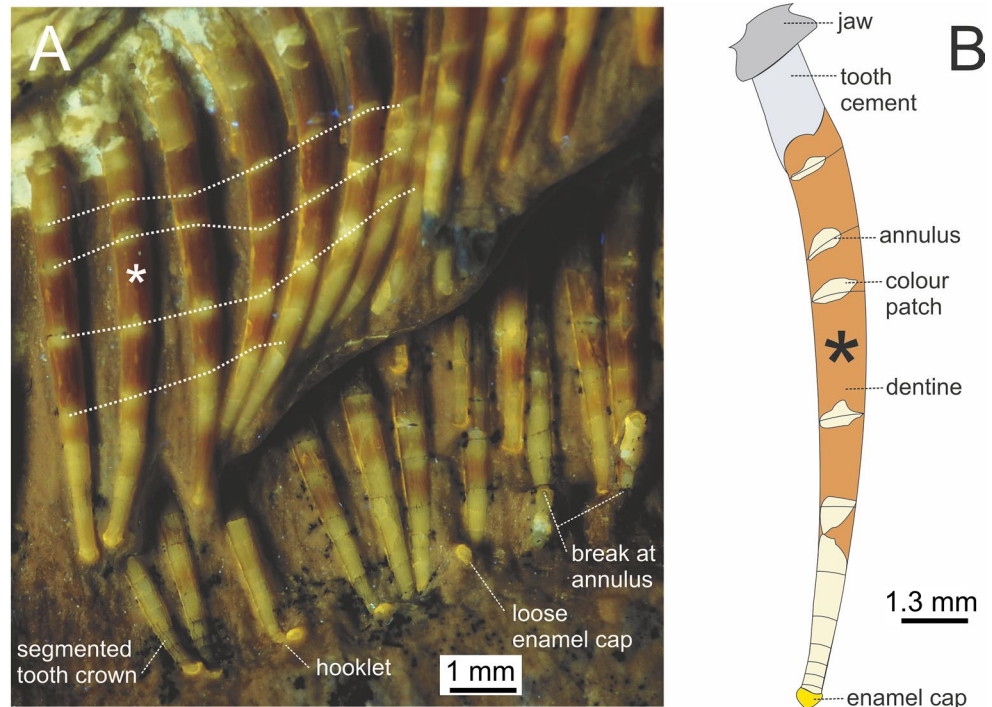 A
B
jaw
tooth
cement
annulus
colour
patch
*
*
dentine
break at
annulus
loose
enamel cap
segmented
tooth crown
hooklet
1 mm
1.3 mm
enamel cap